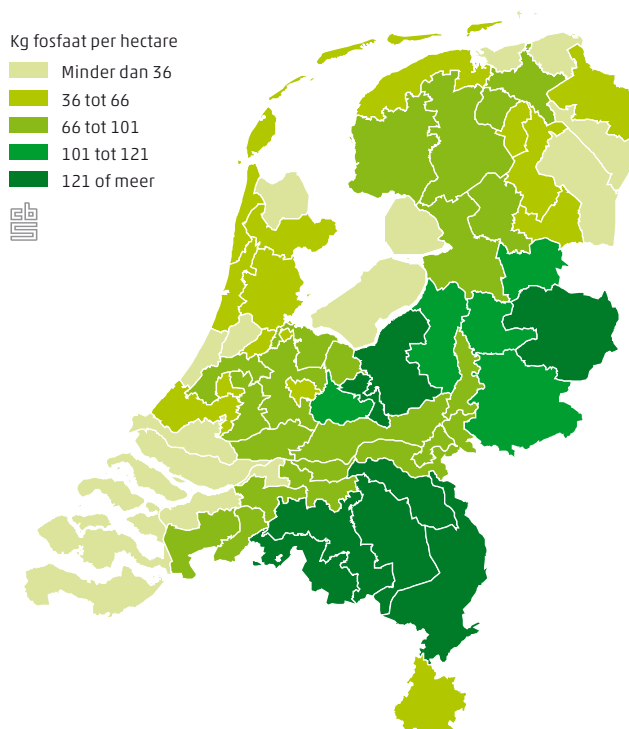 Kg fosfaat per hectare
Minder dan 36
36 tot 66
66 tot 101
101 tot 121
121 of meer
cbs